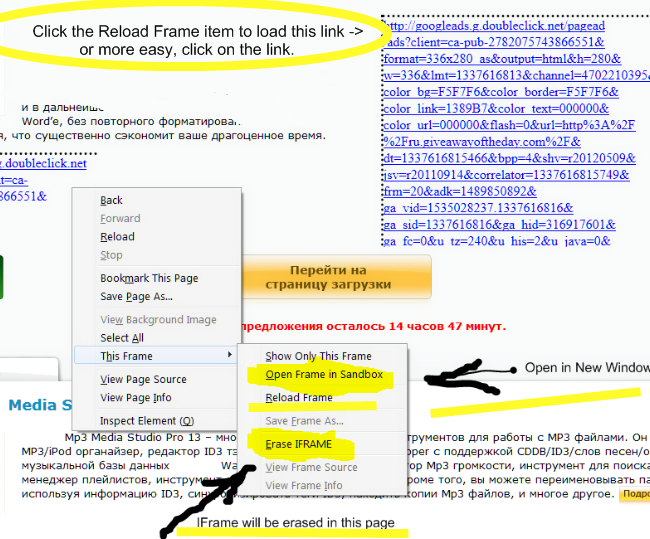 Click the Reload Frame item to load this link ->
or more easy, click on the link.
http://googleads.g.doubleclick.net/pagead
ads?client=ca-pub-2782075743866551&
format=336x280_as&output=html&h=280&
w=336&lmt=1337616813&channel=4702210395&
color_bg=F5F7F6&color_border=F5F7F6&
color_link=1389B7&color_text=000000&
color_url=000000&flash=0&url=http%3A%2F
%2Fru.giveawayoftheday.com%2F&
dt=1337616815466&bpp=4&shv=r20120509&
jsv=r20110914&correlator=1337616815749&
frm=20&adk=1489850892&
ga_vid=1535028237.1337616816&
ga_sid=1337616816&ga_hid=316917601&
ga_fc=0&u_tz=240&u_his=2&u_java=0&
и в дальнейше
Word'е, без повторного форматирован
я, что существенно сэкономит ваше драгоценное время.
g.doubleclick.net
nt=ca-
866551&
Back
Forward
Reload
Stop
Bookmark This Page
Save Page As...
View Background Image
Select All
This Frame
View Page Source
View Page Info
Inspect Element (Q)
Перейти на
страницу загрузки
предложения осталось 14 часов 47 минут.
Show Only This Frame
Open Frame in Sandbox
Reload Frame
Save Frame As...
Erase IFRAME
View Frame Source
View Frame Info
Open in New Window
Media S
Mp3 Media Studio Pro 13 – мно трументов для работы с MP3 файлами. Он
MP3/iPod органайзер, редактор ID3 тэ ррег с поддержкой CDDB/ID3/слов песен/о
музыкальной базы данных Wa тор Mp3 громкости, инструмент для поиска
менеджер плейлистов, инструмент роме того, вы можете переименовывать па
используя информацию ID3, копии Mp3 файлов, и многое другое. Подро
IFrame will be erased in this page